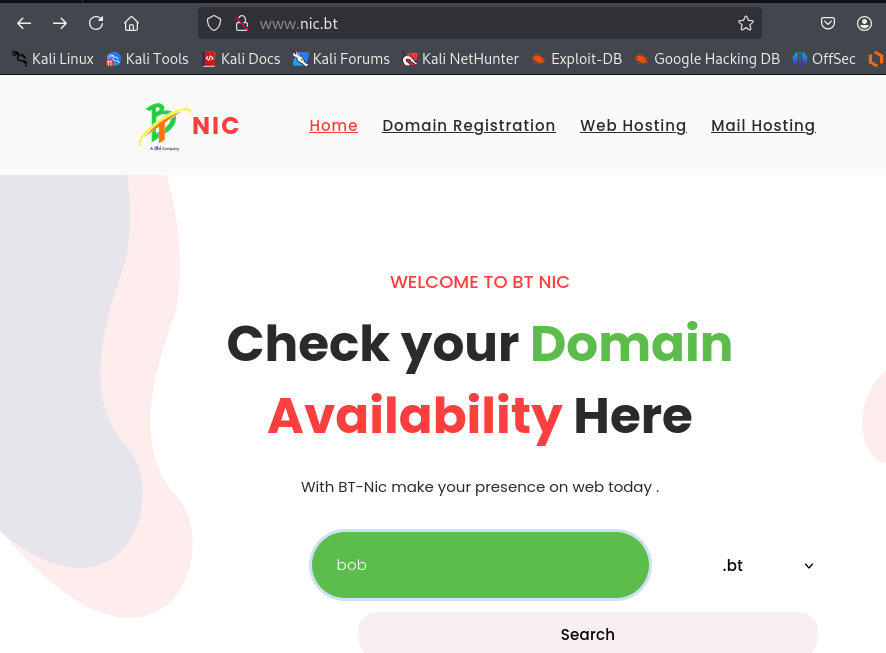 www.nic.bt
Kali Linux Kali Tools Kali Docs Kali Forums Kali NetHunter Exploit-DB Google Hacking DB OffSec
NIC
A dhi Company
Home Domain Registration Web Hosting Mail Hosting
WELCOME TO BT NIC
Check your Domain
Availability Here
With BT-Nic make your presence on web today .
bob .bt
Search